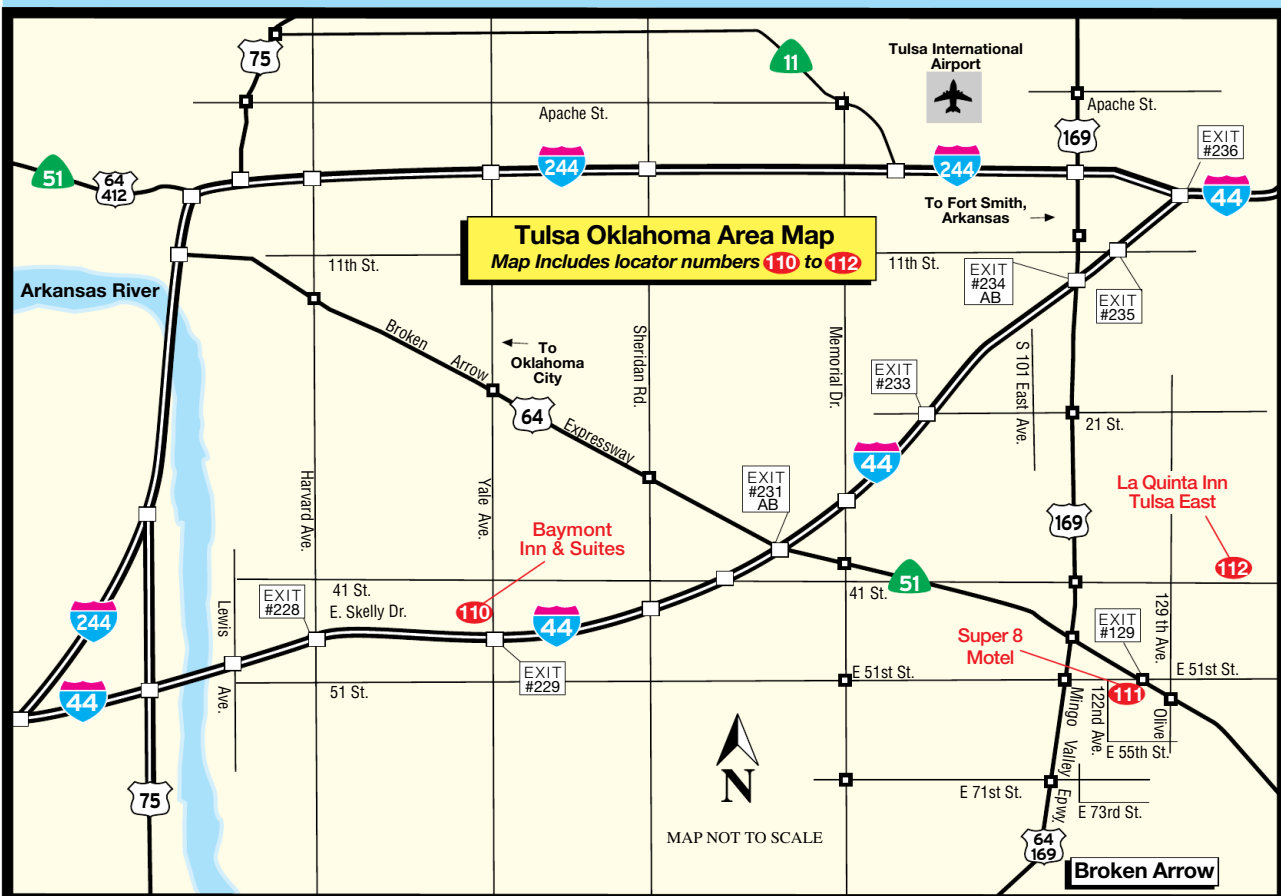 75
11
Tulsa International
Airport
Apache St.
Apache St.
169
EXIT
#236
51
64
412
244
244
44
To Fort Smith,
Arkansas
Tulsa Oklahoma Area Map
Map Includes locator numbers 110 to 112
11th St.
11th St.
EXIT
#234
AB
EXIT
#235
Arkansas River
Broken Arrow Expressway
To
Oklahoma
City
Sheridan Rd.
Memorial Dr.
S 101 East Ave.
EXIT
#233
64
21 St.
44
Harvard Ave.
Yale Ave.
EXIT
#231
AB
La Quinta Inn
Tulsa East
169
Baymont
Inn & Suites
112
51
41 St.
41 St.
E. Skelly Dr.
EXIT
#228
110
44
244
Lewis Ave.
129 th Ave.
EXIT
#129
Super 8
Motel
EXIT
#229
E 51st St.
E 51st St.
51 St.
44
111
Mingo Valley Epwy.
122nd Ave.
Olive
E 55th St.
N
75
E 71st St.
E 73rd St.
MAP NOT TO SCALE
64
169
Broken Arrow